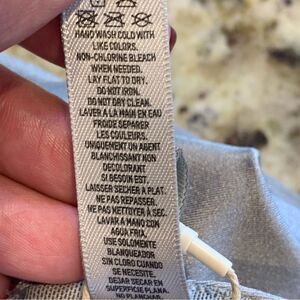 HAND WASH COLD WITH
LIKE COLORS.
NON-CHLORINE BLEACH
WHEN NEEDED.
LAY FLAT TO DRY.
DO NOT IRON.
DO NOT DRY CLEAN.
LAVER A LA MAIN EN EAU
FROIDE SEPARER
LES COULEURS.
UNIQUEMENT UN AGENT
BLANCHISSANT NON
DECOLORANT
SI BESOIN EST.
LAISSER SECHER A PLAT.
NE PAS REPASSER.
NE PAS NETTOYER À SEC.
LAVAR A MANO CON
AGUA FRIA.
USE SOLOMENTE
BLANQUEADOR
SIN CLORO CUANDO
SE NECESITE.
DEJAR SECAR EN
SUPERFICIE PLANA.
NO PLANCHAR.